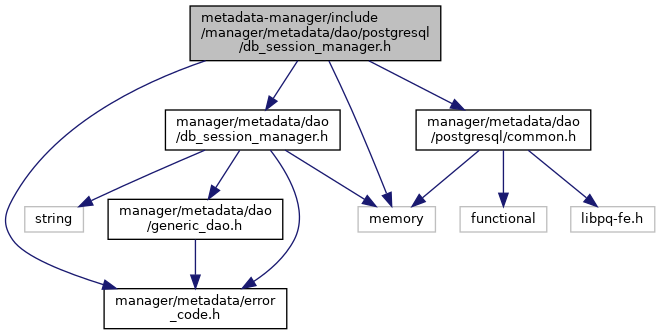 metadata-manager/include
/manager/metadata/dao/postgresql
/db_session_manager.h
manager/metadata/dao
/db_session_manager.h
manager/metadata/dao
/postgresql/common.h
string
manager/metadata/dao
/generic_dao.h
memory
functional
libpq-fe.h
manager/metadata/error
_code.h